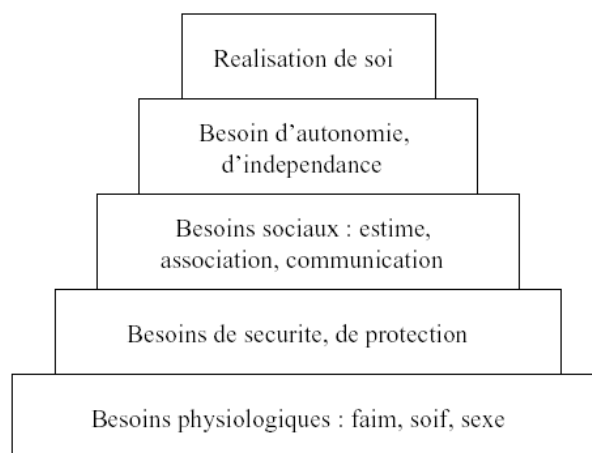 Realisation de soi
Besoin d’autonomie,
d’independance
Besoins sociaux : estime,
association, communication
Besoins de securite, de protection
Besoins physiologiques : faim, soif, sexe